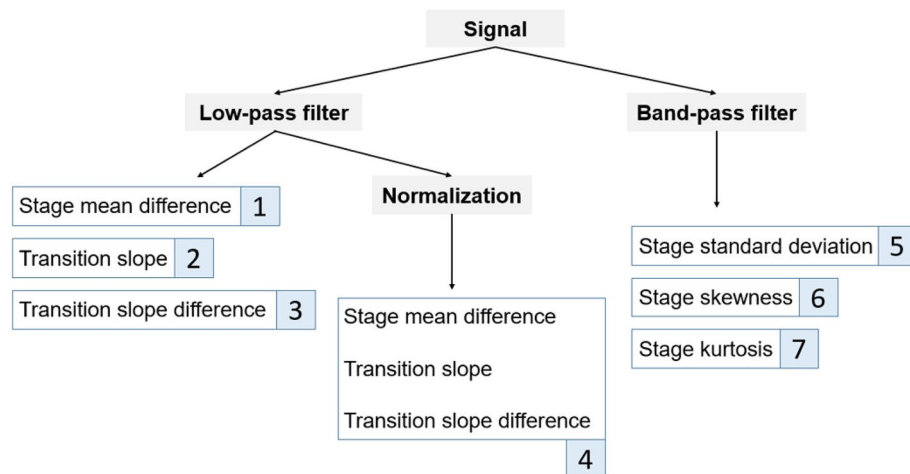 Signal
Low-pass filter
Band-pass filter
Normalization
Stage mean difference 1
Transition slope 2
Transition slope difference 3
Stage mean difference
Transition slope
Transition slope difference
4
Stage standard deviation 5
Stage skewness 6
Stage kurtosis 7